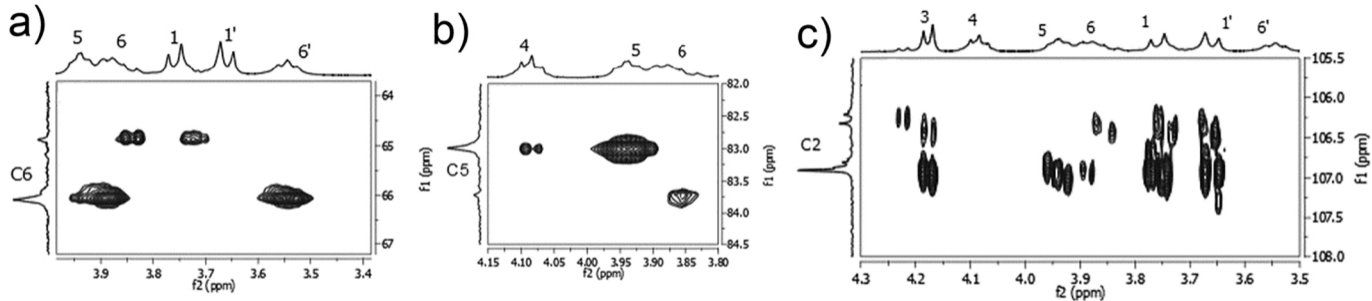 a)
5 6 1 1' 6'
C6
64
65
66
67
f1 (ppm)
3.9 3.8 3.7 3.6 3.5 3.4
f2 (ppm)
b)
4 5 6
C5
82.0
82.5
83.0
83.5
84.0
84.5
f1 (ppm)
4.15 4.10 4.05 4.00 3.95 3.90 3.85 3.80
f2 (ppm)
c)
3 4 5 6 1 1' 6'
C2
105.5
106.0
106.5
107.0
107.5
108.0
f1 (ppm)
4.3 4.2 4.1 4.0 3.9 3.8 3.7 3.6 3.5
f2 (ppm)